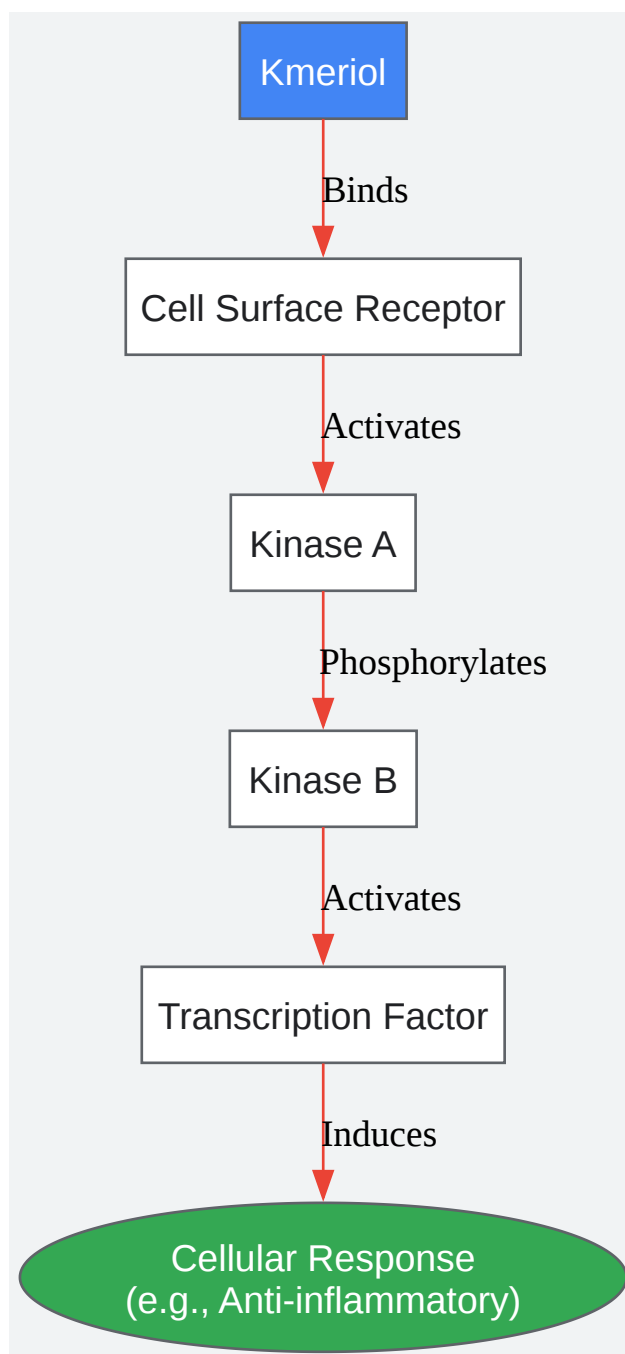 Kmeriol
Binds
Cell Surface Receptor
Activates
Kinase A
Phosphorylates
Kinase B
Activates
Transcription Factor
Induces
Cellular Response
(e.g., Anti-inflammatory)